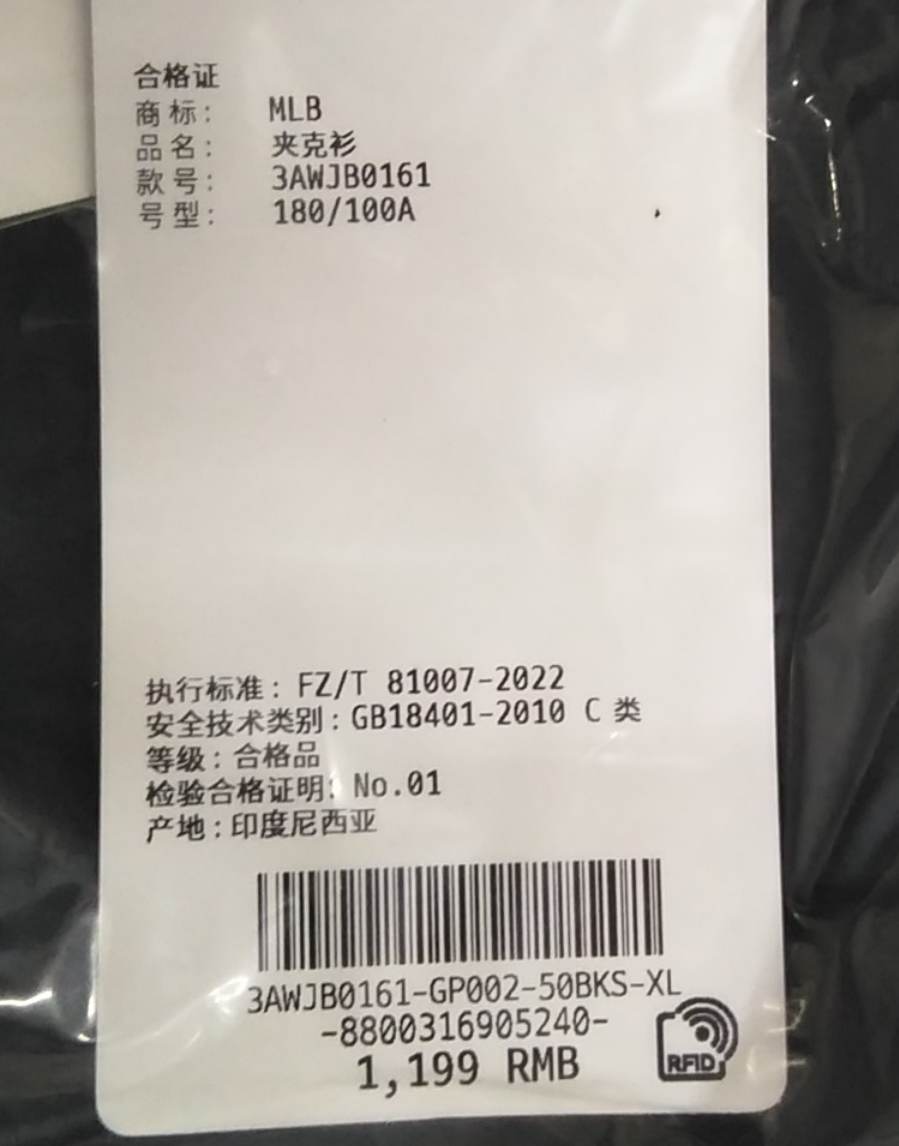 合格证
商 标: MLB
品 名: 夹克衫
款 号: 3AWJB0161
号 型: 180/100A
执行标准: FZ/T 81007-2022
安全技术类别:GB18401-2010 C 类
等级:合格品
检验合格证明: No.01
产地:印度尼西亚
3AWJB0161-GP002-50BKS-XL
-8800316905240-
1,199 RMB
RFID